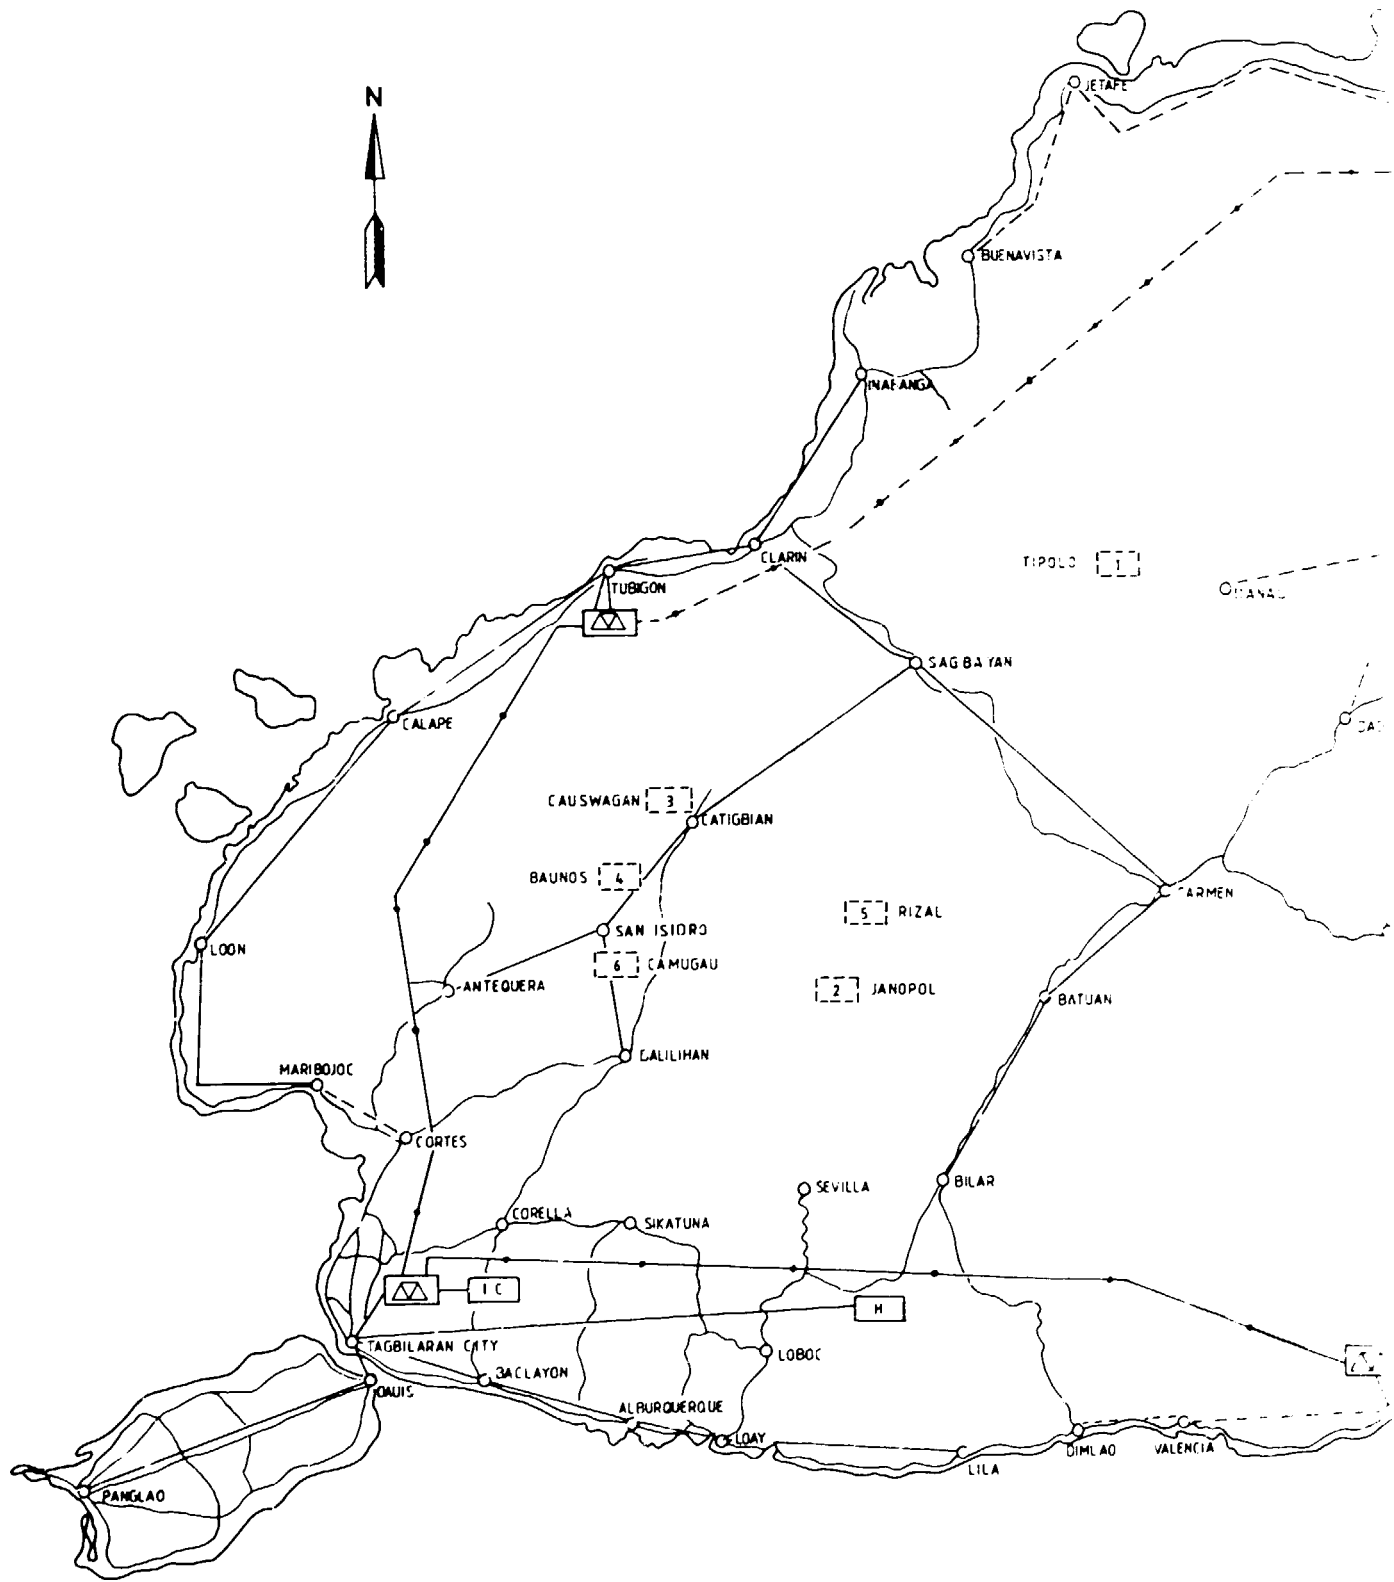 N
JETAFE
BUENAVISTA
INABANGA
CLARIN
TIPOLO 1
TUBIGON
SAGBAYAN
CALAPE
CAUSWAGAN 3
CATIGBIAN
BAUNOS 4
CARMEN
5 RIZAL
SAN ISIDRO
LOON
6 CAMUGAU
ANTEQUERA
2 JANOPOL
BATUAN
BALILIHAN
MARIBOJOC
CORTES
SEVILLA
BILAR
CORELLA
SIKATUNA
H
TAGBILARAN CITY
LOBOC
BACLAYON
DAUIS
ALBURQUERQUE
LOAY
DIMIAO
VALENCIA
LILA
PANGLAO